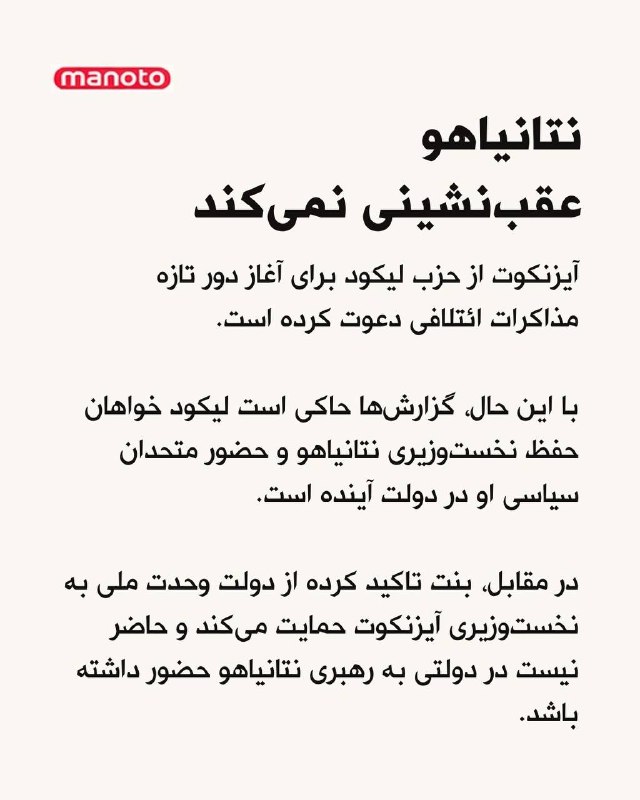 manoto
نتانیاهو
عقب‌نشینی نمی‌کند
آیزنکوت از حزب لیکود برای آغاز دور تازه
مذاکرات ائتلافی دعوت کرده است.
با این حال، گزارش‌ها حاکی است لیکود خواهان
حفظ نخست‌وزیری نتانیاهو و حضور متحدان
سیاسی او در دولت آینده است.
در مقابل، بنت تاکید کرده از دولت وحدت ملی به
نخست‌وزیری آیزنکوت حمایت می‌کند و حاضر
نیست در دولتی به رهبری نتانیاهو حضور داشته
باشد.